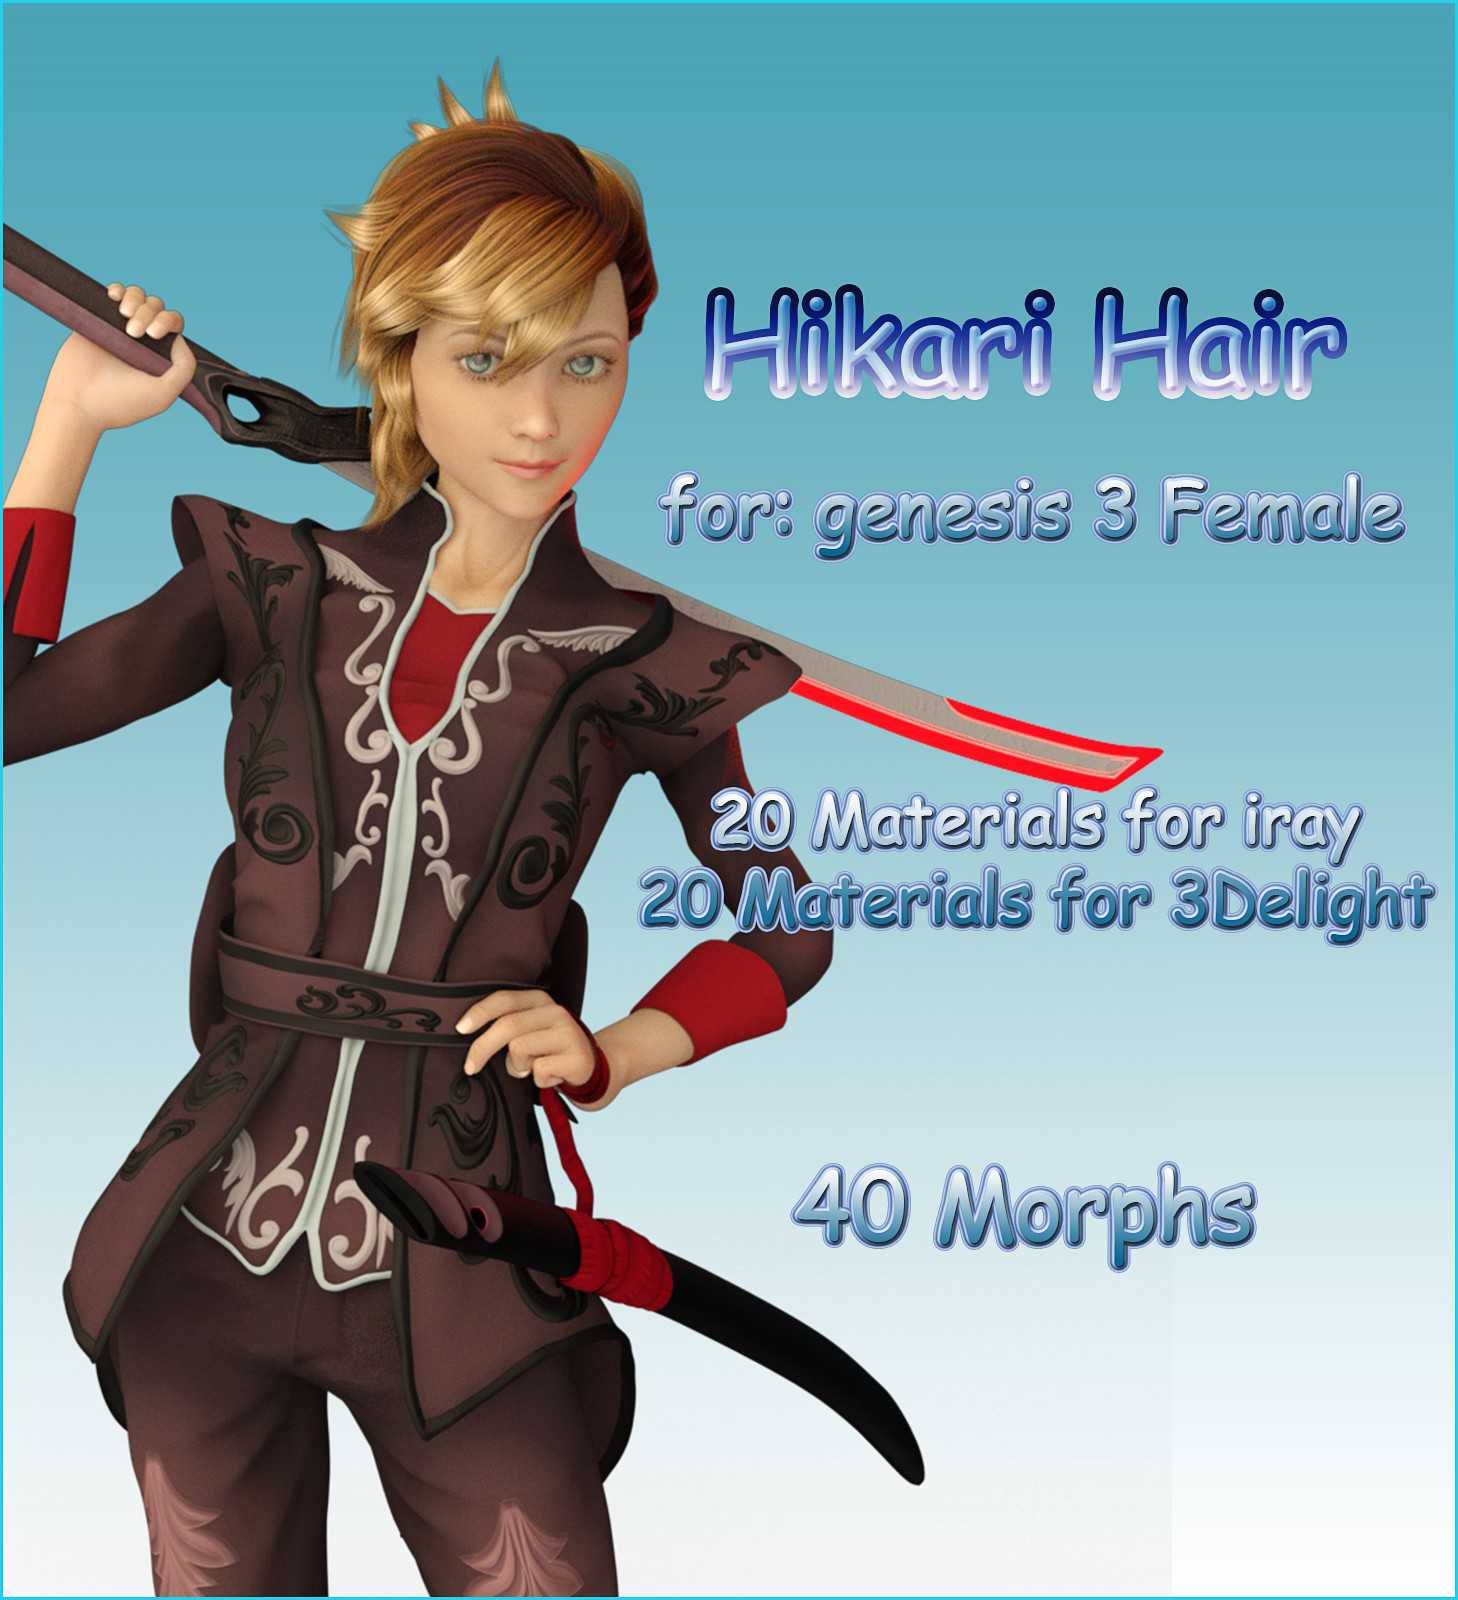 Hikari Hair
for: genesis 3 Female
20 Materials for iray
20 Materials for 3Delight
40 Morphs